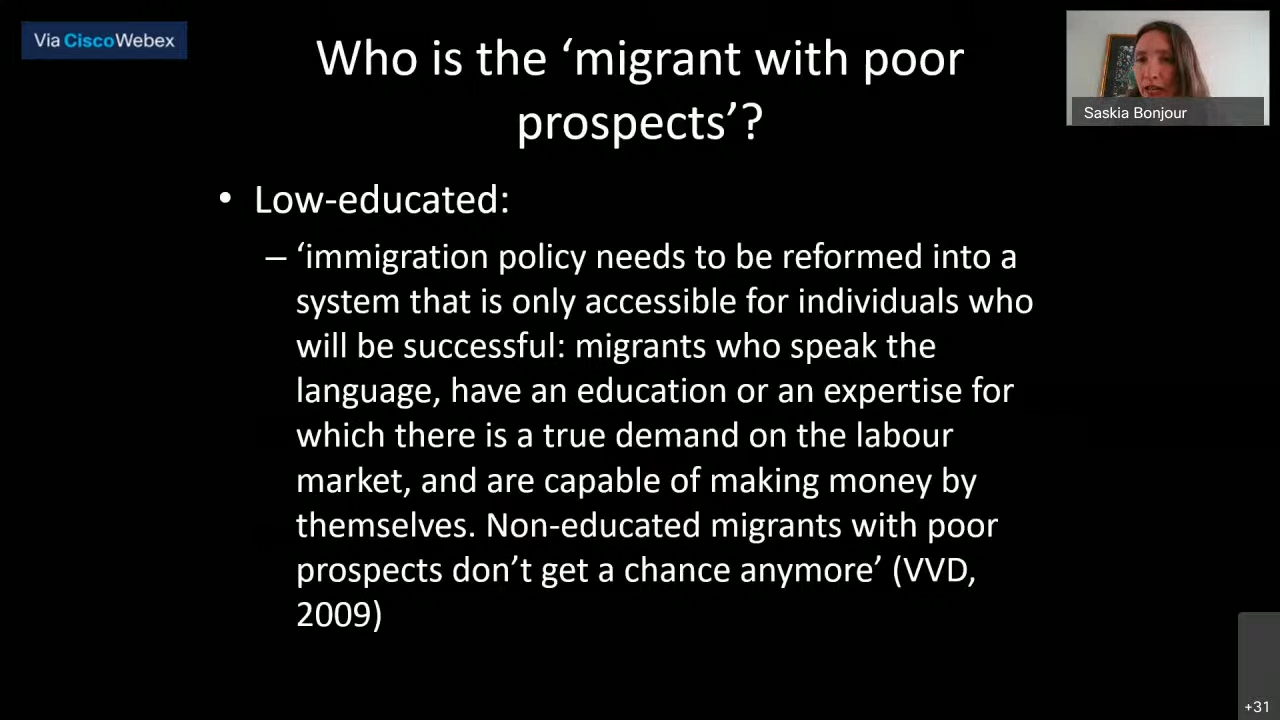 Via Cisco Webex
Who is the ‘migrant with poor
prospects’?
Saskia Bonjour
• Low-educated:
– ‘immigration policy needs to be reformed into a
system that is only accessible for individuals who
will be successful: migrants who speak the
language, have an education or an expertise for
which there is a true demand on the labour
market, and are capable of making money by
themselves. Non-educated migrants with poor
prospects don’t get a chance anymore’ (VVD,
2009)
+31